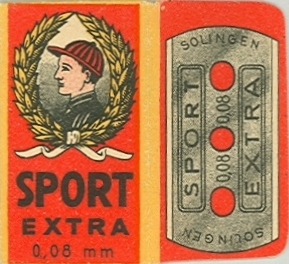 SPORT
EXTRA
0,08 mm
SOLINGEN
SPORT
0,08 0,08
EXTRA
SOLINGEN